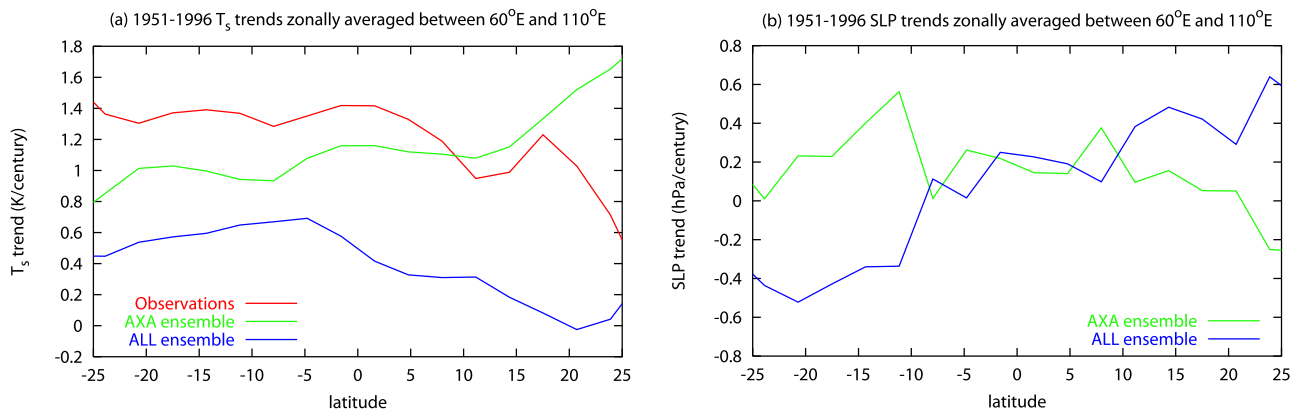 (a) 1951-1996 Ts trends zonally averaged between 60°E and 110°E
Ts trend (K/century)
1.8
1.6
1.4
1.2
1
0.8
0.6
0.4
0.2
0
-0.2
Observations
AXA ensemble
ALL ensemble
-25 -20 -15 -10 -5 0 5 10 15 20 25
latitude
(b) 1951-1996 SLP trends zonally averaged between 60°E and 110°E
SLP trend (hPa/century)
0.8
0.6
0.4
0.2
0
-0.2
-0.4
-0.6
-0.8
AXA ensemble
ALL ensemble
-25 -20 -15 -10 -5 0 5 10 15 20 25
latitude